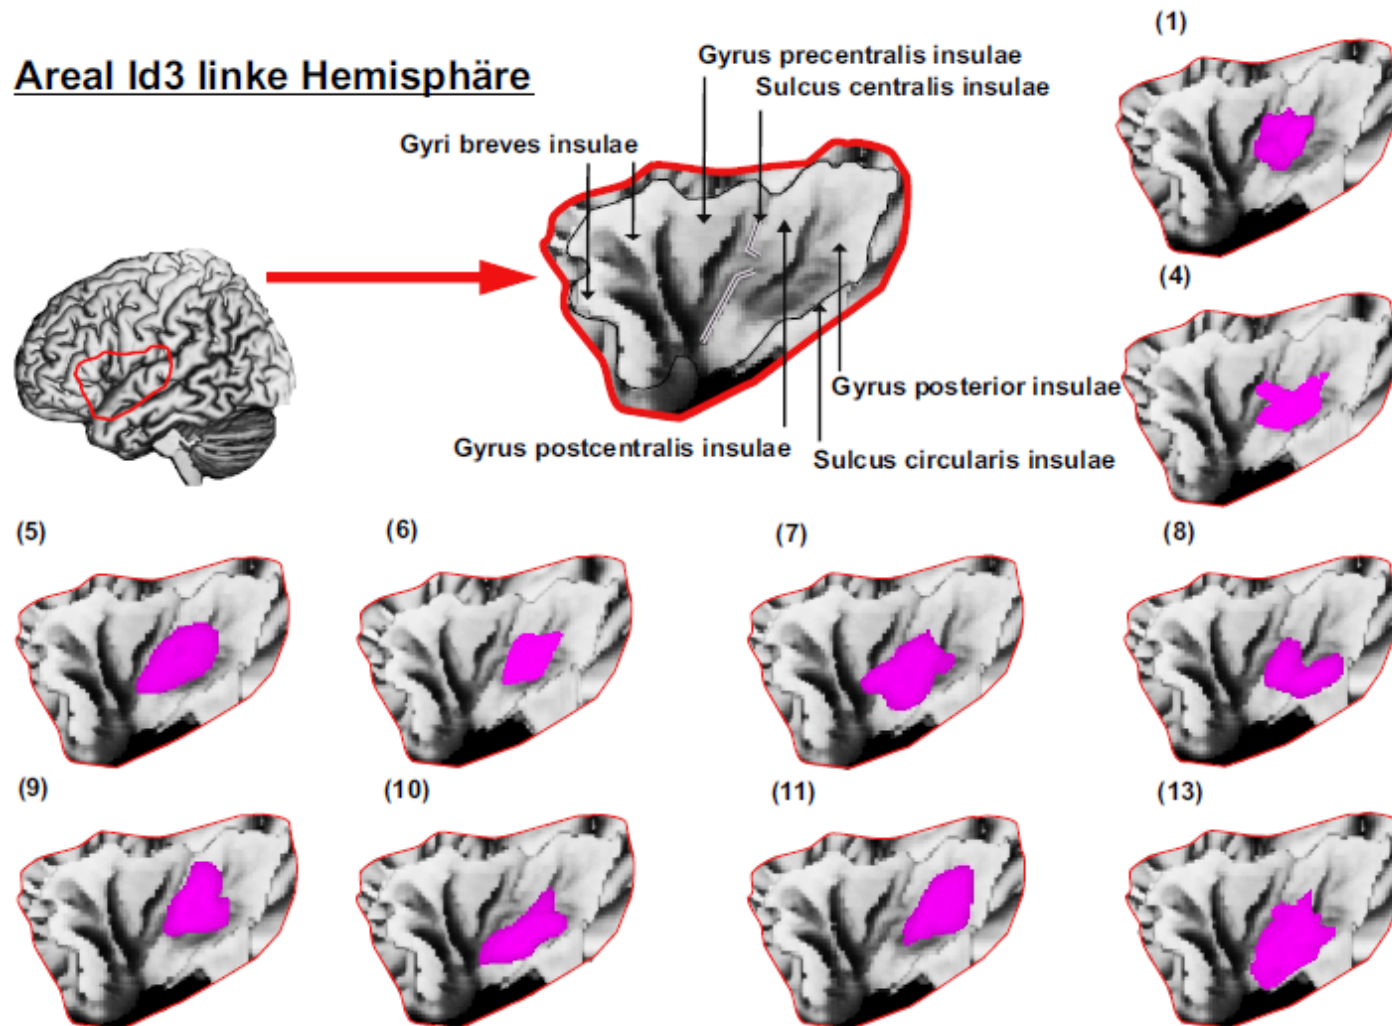 Areal Id3 linke Hemisphäre
Gyrus precentralis insulae
Sulcus centralis insulae
Gyri breves insulae
Gyrus posterior insulae
Gyrus postcentralis insulae
Sulcus circularis insulae
(1)
(4)
(5)
(6)
(7)
(8)
(9)
(10)
(11)
(13)